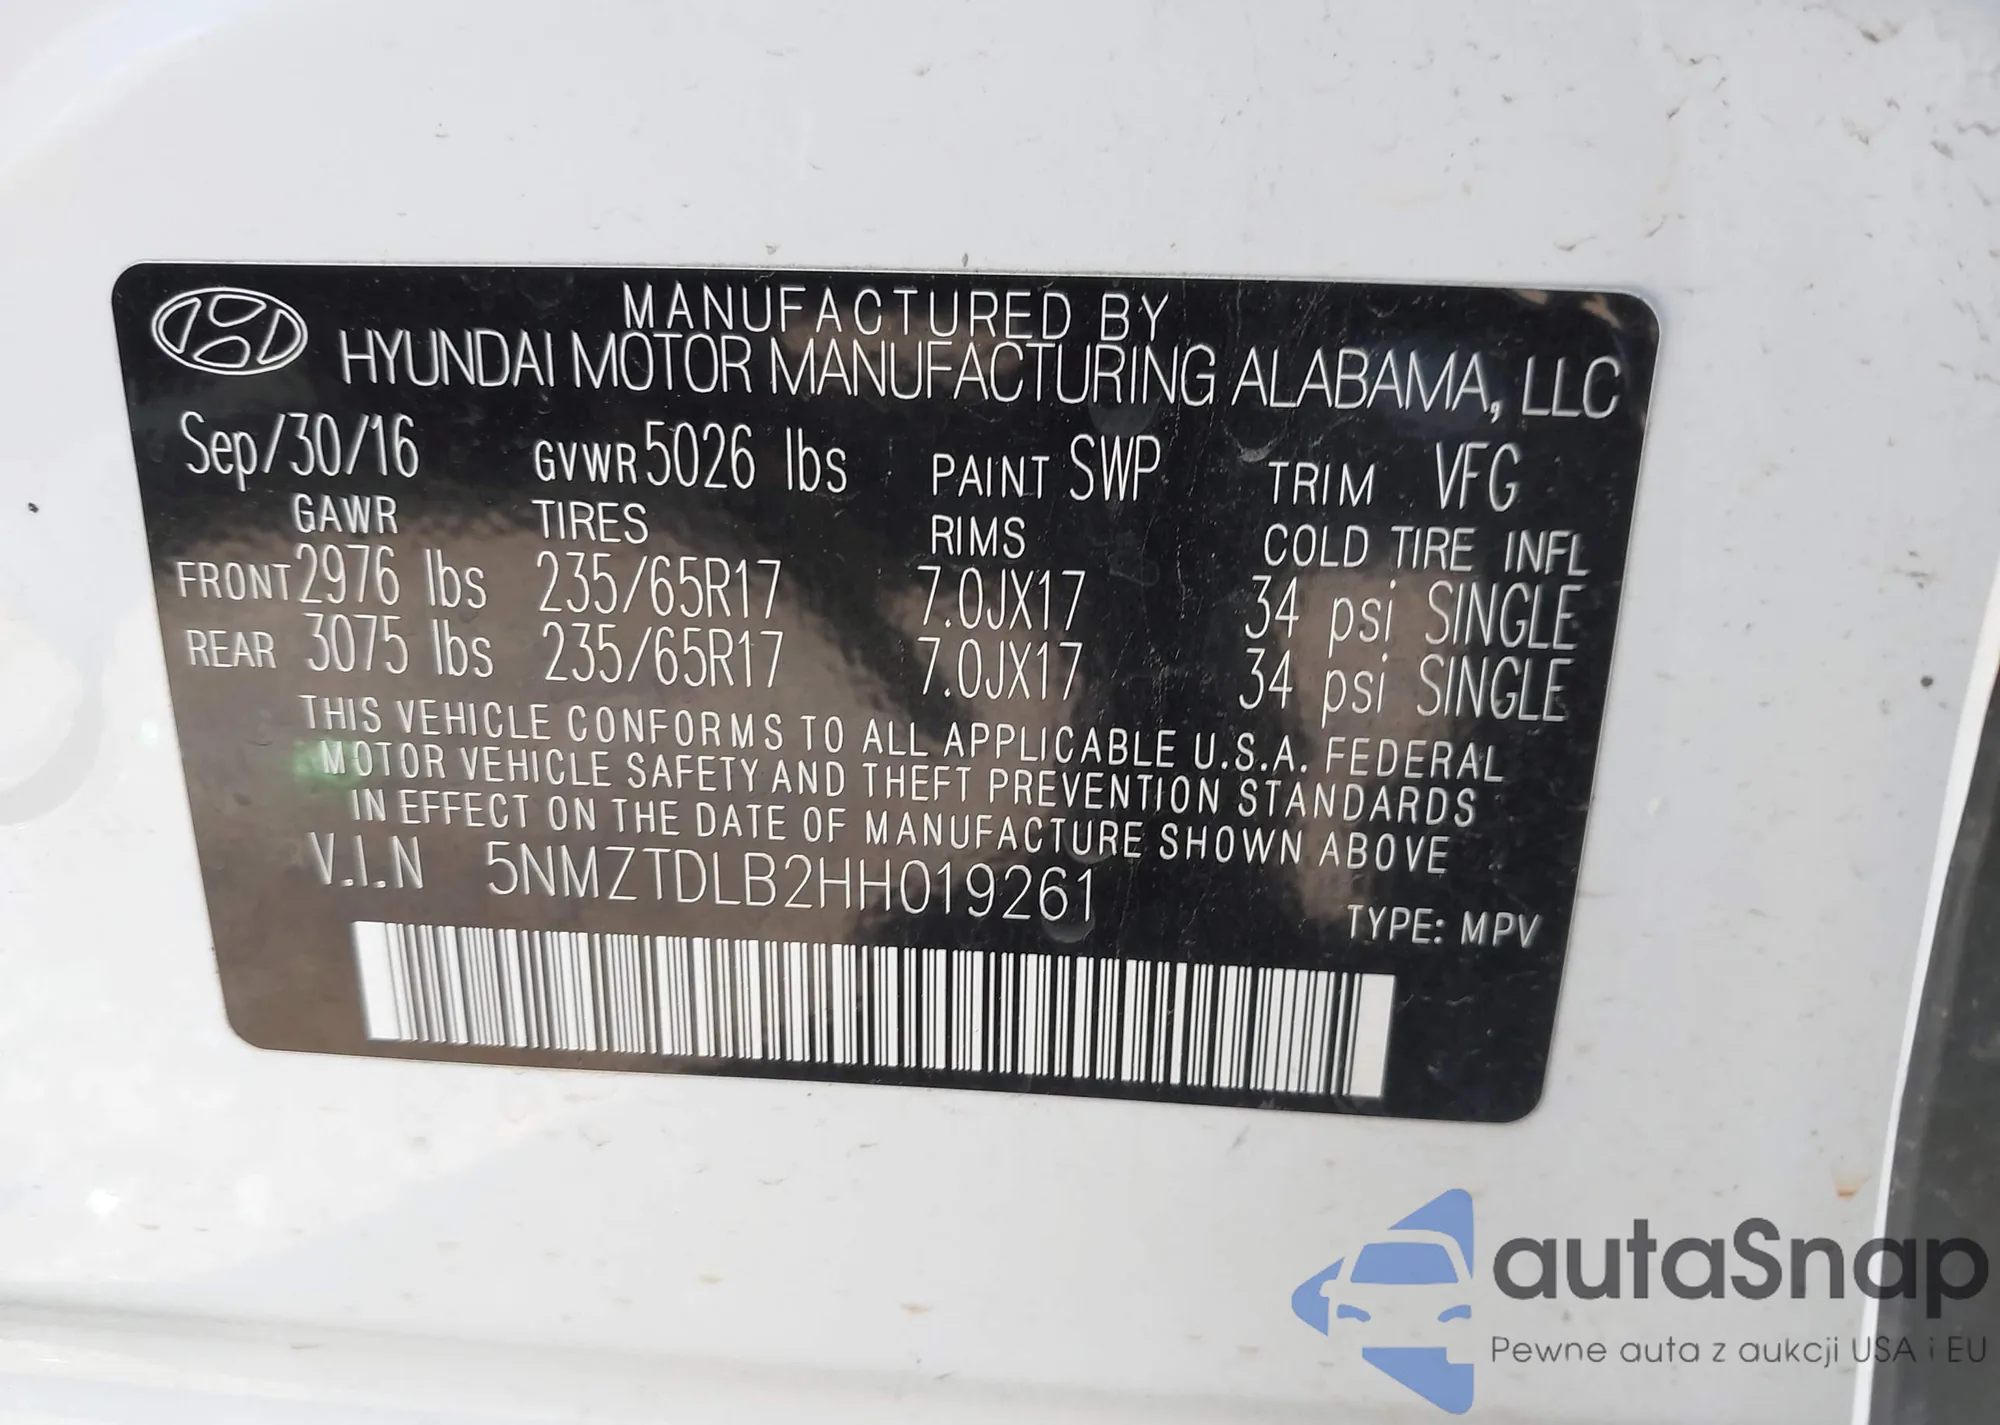 MANUFACTURED BY
HYUNDAI MOTOR MANUFACTURING ALABAMA, LLC
Sep/30/16 GVWR 5026 lbs PAINT SWP TRIM VFG
GAWR TIRES RIMS COLD TIRE INFL
FRONT 2976 lbs 235/65R17 7.0JX17 34 psi SINGLE
REAR 3075 lbs 235/65R17 7.0JX17 34 psi SINGLE
THIS VEHICLE CONFORMS TO ALL APPLICABLE U.S.A. FEDERAL
MOTOR VEHICLE SAFETY AND THEFT PREVENTION STANDARDS
IN EFFECT ON THE DATE OF MANUFACTURE SHOWN ABOVE
V.I.N 5NMZTDLB2HH019261
TYPE: MPV
autaSnap
Pewne auta z aukcji USA i EU